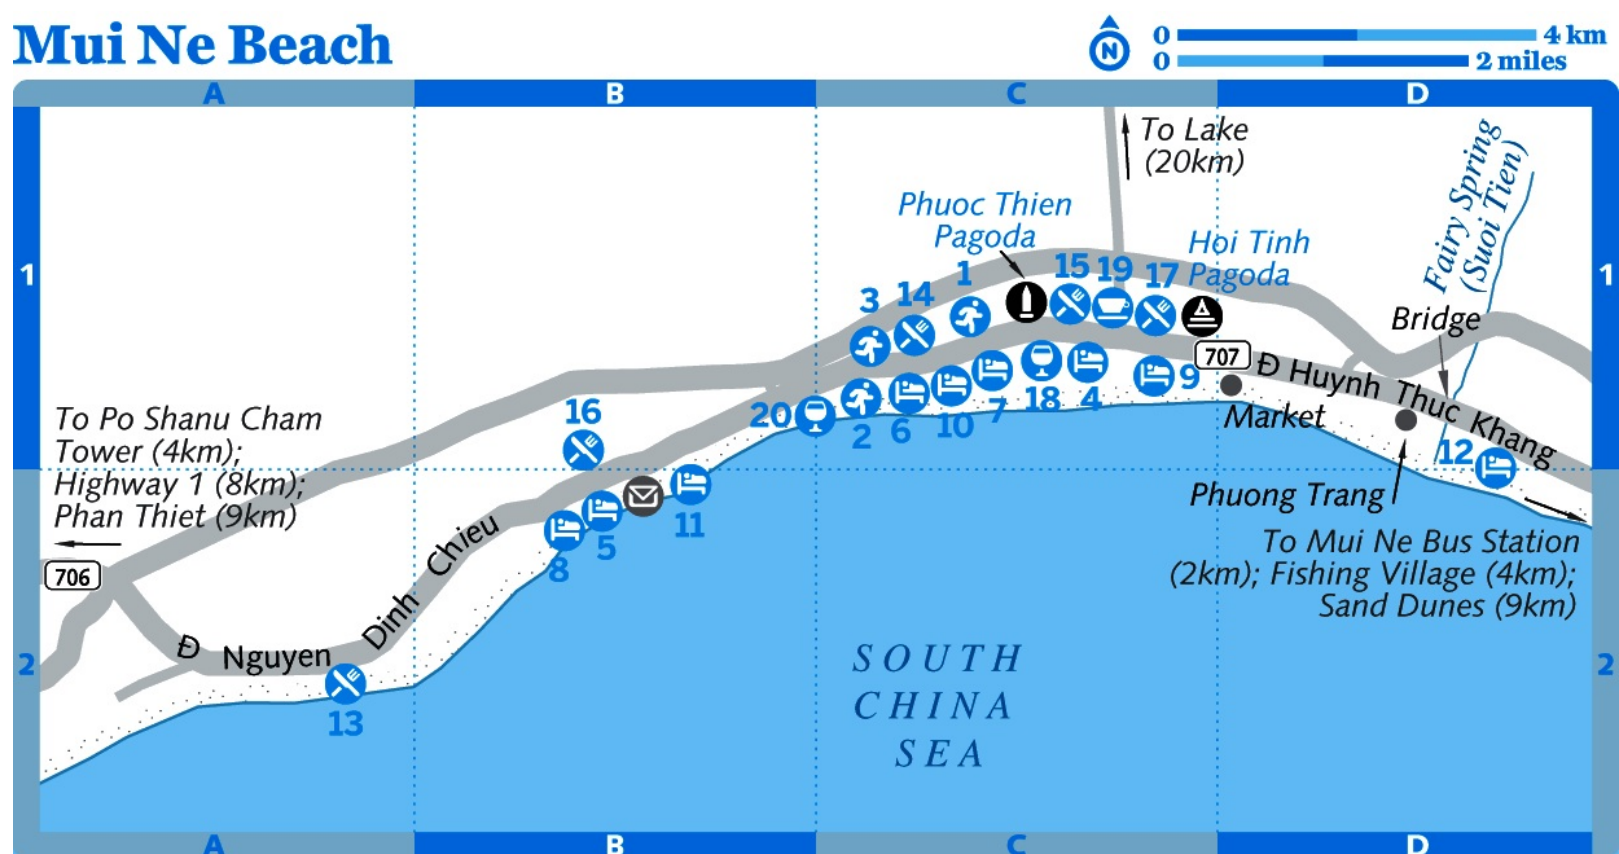 Mui Ne Beach
N
0 4 km
0 2 miles
A B C D
To Lake
(20km)
Fairy Spring
(Suoi Tien)
Phuoc Thien
Pagoda
Hoi Tinh
Pagoda
1 1
3 14 1 15 19 17
Bridge
707
Đ Huynh Thuc Khang
9
To Po Shanu Cham
Tower (4km);
Highway 1 (8km);
Phan Thiet (9km)
16
20 2 6 10 7 18 4
Market
12
Phuong Trang
706
8 5 11
To Mui Ne Bus Station
(2km); Fishing Village (4km);
Sand Dunes (9km)
Đ Nguyen Dinh Chieu
13
2 2
SOUTH
CHINA
SEA
A B C D